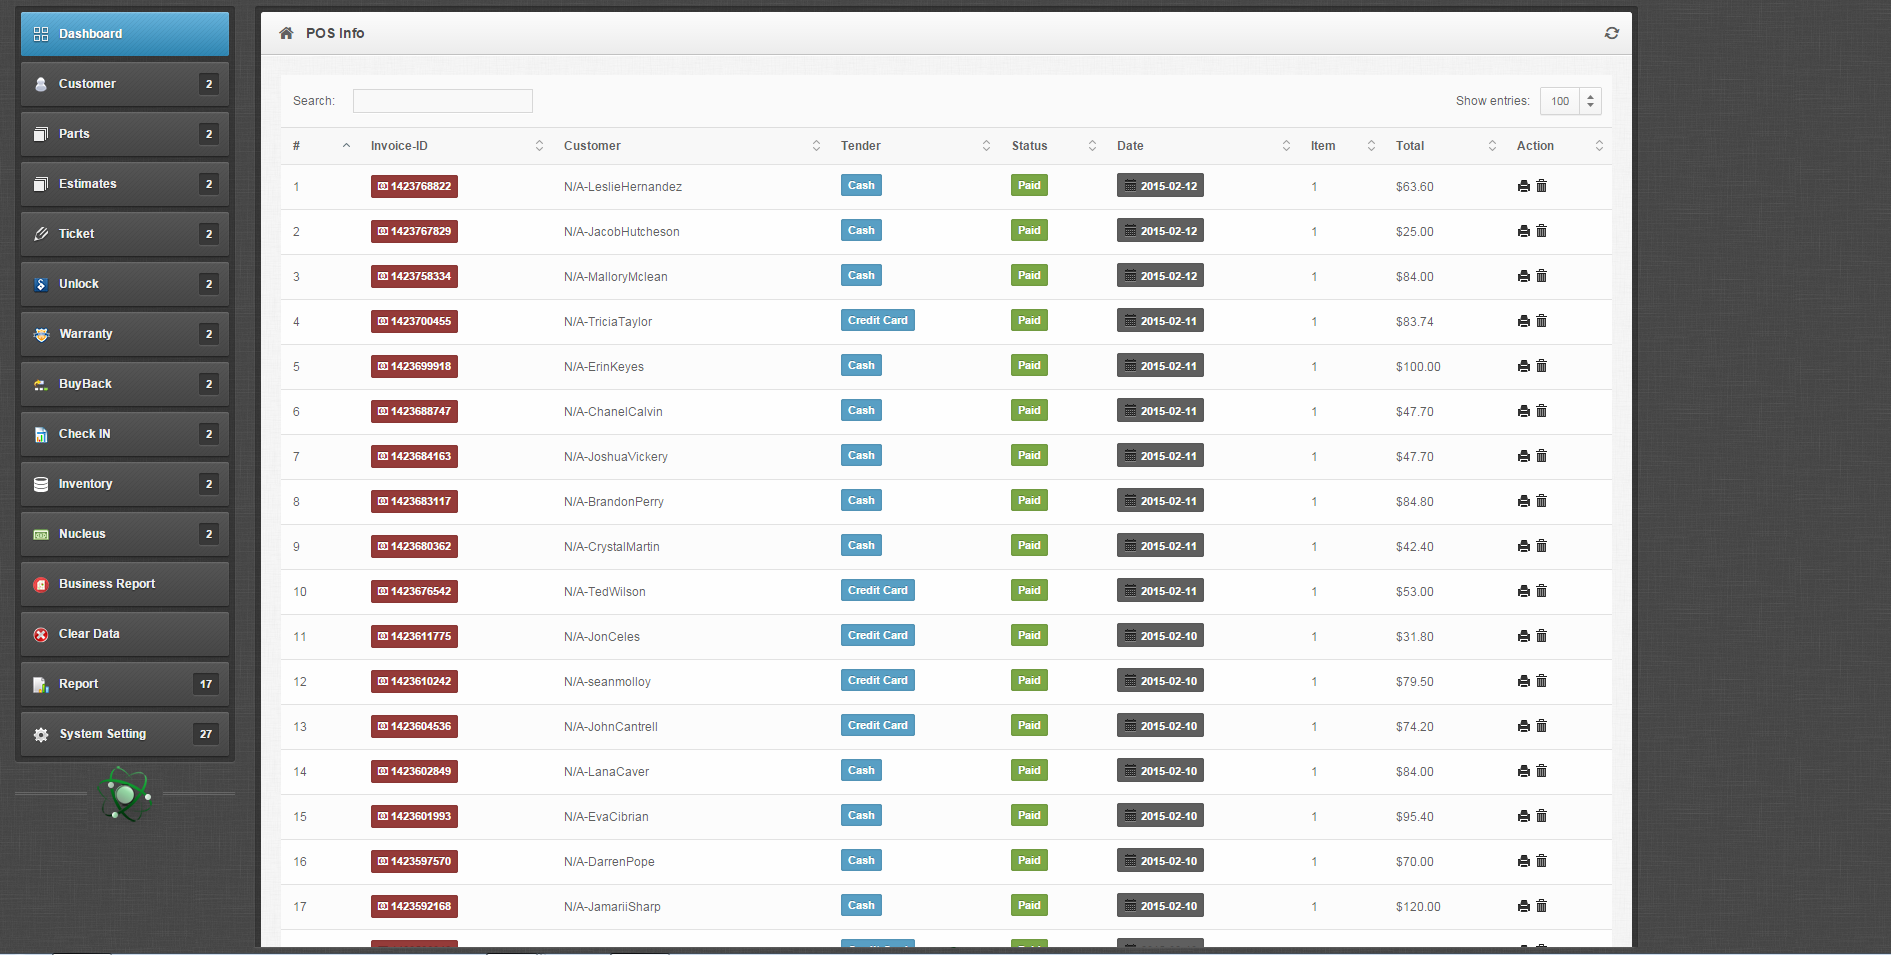 Dashboard
Customer 2
Parts 2
Estimates 2
Ticket 2
Unlock 2
Warranty 2
BuyBack 2
Check IN 2
Inventory 2
Nucleus 2
Business Report
Clear Data
Report 17
System Setting 27
POS Info
Search:
Show entries: 100
# Invoice-ID Customer Tender Status Date Item Total Action
1 1423768822 N/A-LeslieHernandez Cash Paid 2015-02-12 1 $63.60
2 1423767829 N/A-JacobHutcheson Cash Paid 2015-02-12 1 $25.00
3 1423758334 N/A-MalloryMclean Cash Paid 2015-02-12 1 $84.00
4 1423700455 N/A-TriciaTaylor Credit Card Paid 2015-02-11 1 $83.74
5 1423699918 N/A-ErinKeyes Cash Paid 2015-02-11 1 $100.00
6 1423688747 N/A-ChanelCalvin Cash Paid 2015-02-11 1 $47.70
7 1423684163 N/A-JoshuaVickery Cash Paid 2015-02-11 1 $47.70
8 1423683117 N/A-BrandonPerry Cash Paid 2015-02-11 1 $84.80
9 1423680362 N/A-CrystalMartin Cash Paid 2015-02-11 1 $42.40
10 1423676542 N/A-TedWilson Credit Card Paid 2015-02-11 1 $53.00
11 1423611775 N/A-JonCeles Credit Card Paid 2015-02-10 1 $31.80
12 1423610242 N/A-seanmolloy Credit Card Paid 2015-02-10 1 $79.50
13 1423604536 N/A-JohnCantrell Credit Card Paid 2015-02-10 1 $74.20
14 1423602849 N/A-LanaCaver Cash Paid 2015-02-10 1 $84.00
15 1423601993 N/A-EvaCibrian Cash Paid 2015-02-10 1 $95.40
16 1423597570 N/A-DarrenPope Cash Paid 2015-02-10 1 $70.00
17 1423592168 N/A-JamariiSharp Cash Paid 2015-02-10 1 $120.00